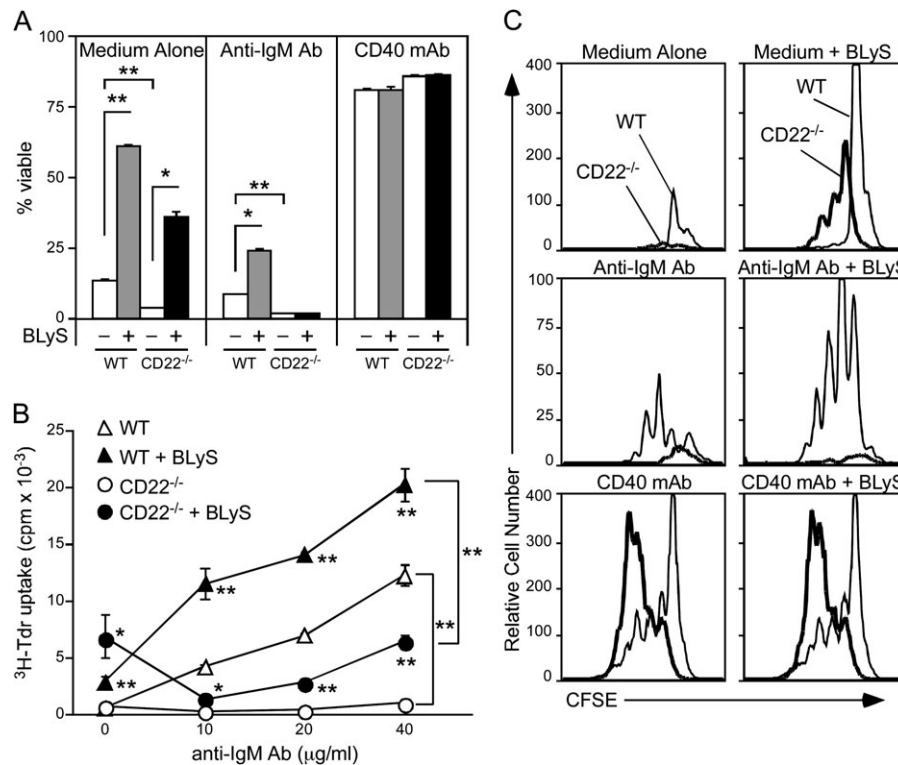 A
Medium Alone
Anti-IgM Ab
CD40 mAb
% viable
100
75
50
25
0
**
**
*
**
*
BLyS
– + – + – + – + – + – +
WT CD22-/- WT CD22-/- WT CD22-/-
B
WT
WT + BLyS
CD22-/-
CD22-/- + BLyS
³H-Tdr uptake (cpm x 10-3)
25
20
15
10
5
0
*
**
**
*
**
**
**
**
**
**
0 10 20 40
anti-IgM Ab (μg/ml)
C
Medium Alone
Medium + BLyS
400
300
200
100
0
WT
CD22-/-
WT
CD22-/-
Anti-IgM Ab
Anti-IgM Ab + BLyS
100
75
50
25
0
CD40 mAb
CD40 mAb + BLyS
400
300
200
100
0
Relative Cell Number
CFSE